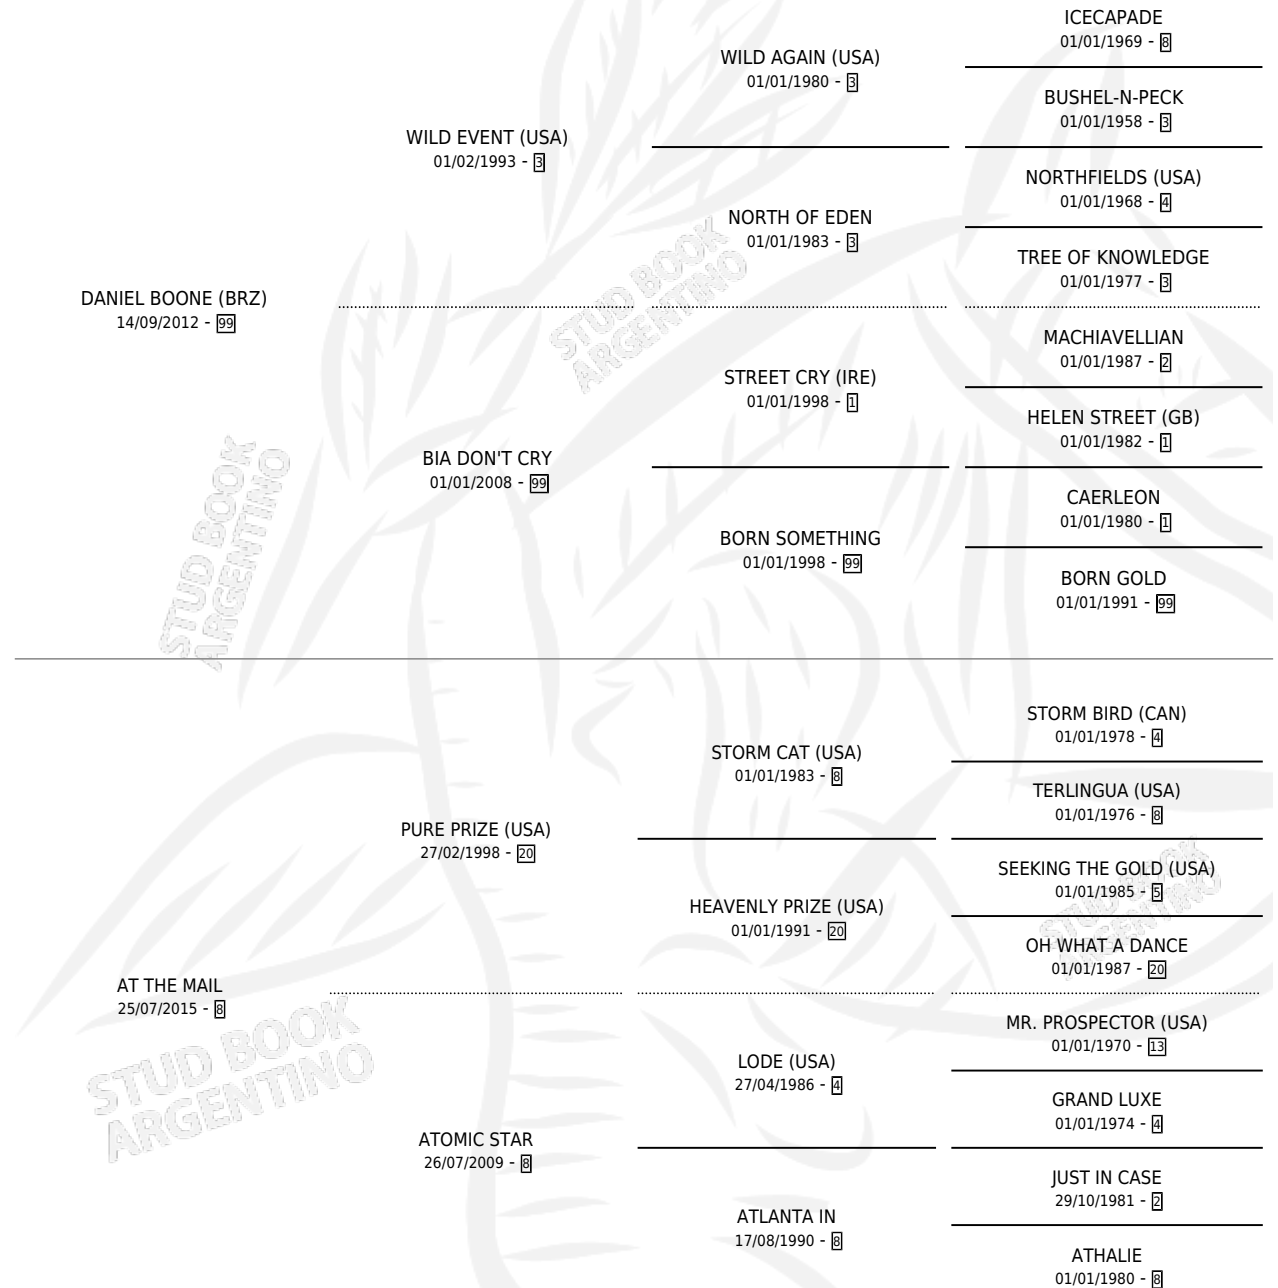 ICECAPADE
01/01/1969 - 8
WILD AGAIN (USA)
01/01/1980 - 3
BUSHEL-N-PECK
01/01/1958 - 3
WILD EVENT (USA)
01/02/1993 - 3
NORTHFIELDS (USA)
01/01/1968 - 4
NORTH OF EDEN
01/01/1983 - 3
TREE OF KNOWLEDGE
01/01/1977 - 3
DANIEL BOONE (BRZ)
14/09/2012 - 99
STUD BOOK
ARGENTINO
MACHIAVELLIAN
01/01/1987 - 2
STREET CRY (IRE)
01/01/1998 - 1
HELEN STREET (GB)
01/01/1982 - 1
BIA DON'T CRY
01/01/2008 - 99
CAERLEON
01/01/1980 - 1
BORN SOMETHING
01/01/1998 - 99
BORN GOLD
01/01/1991 - 99
STUD BOOK
ARGENTINO
STORM BIRD (CAN)
01/01/1978 - 4
STORM CAT (USA)
01/01/1983 - 8
TERLINGUA (USA)
01/01/1976 - 8
PURE PRIZE (USA)
27/02/1998 - 20
SEEKING THE GOLD (USA)
01/01/1985 - 5
HEAVENLY PRIZE (USA)
01/01/1991 - 20
OH WHAT A DANCE
01/01/1987 - 20
STUD BOOK
ARGENTINO
AT THE MAIL
25/07/2015 - 8
MR. PROSPECTOR (USA)
01/01/1970 - 13
LODE (USA)
27/04/1986 - 4
GRAND LUXE
01/01/1974 - 4
STUD BOOK
ARGENTINO
ATOMIC STAR
26/07/2009 - 8
JUST IN CASE
29/10/1981 - 2
ATLANTA IN
17/08/1990 - 8
ATHALIE
01/01/1980 - 8